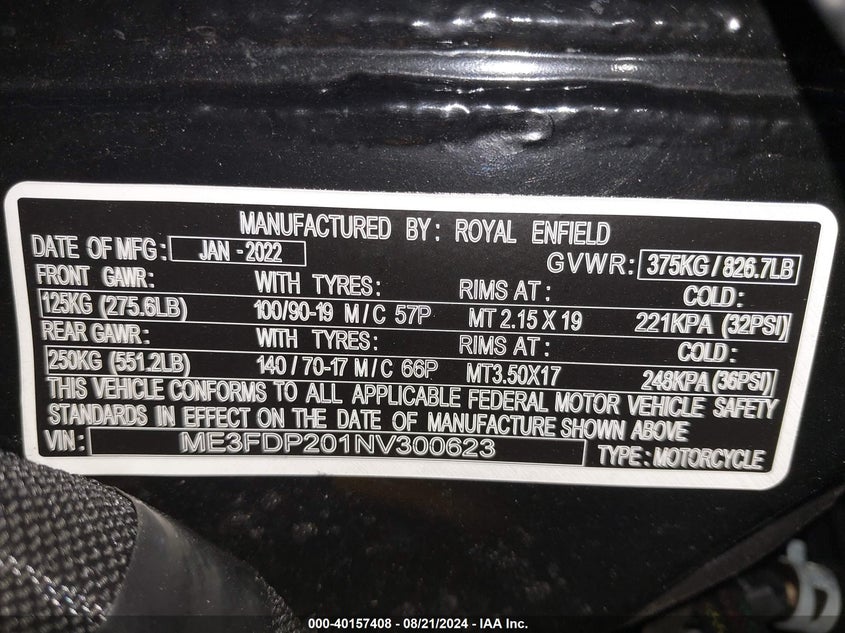 MANUFACTURED BY: ROYAL ENFIELD
DATE OF MFG: JAN -2022 GVWR: 375KG/826.7LB
FRONT GAWR: WITH TYRES: RIMS AT: COLD:
125KG (275.6LB) 100/90-19 M/C 57P MT 2.15 X 19 221KPA (32PSI)
REAR GAWR: WITH TYRES: RIMS AT: COLD:
250KG (551.2LB) 140/70-17 M/C 66P MT3.50X17 248KPA (36PSI)
THIS VEHICLE CONFORMS TO ALL APPLICABLE FEDERAL MOTOR VEHICLE SAFETY
STANDARDS IN EFFECT ON THE DATE OF MANUFACTURE SHOWN ABOVE
VIN: ME3FDP201NV300623 TYPE: MOTORCYCLE
000-40157408 - 08/21/2024 - IAA Inc.